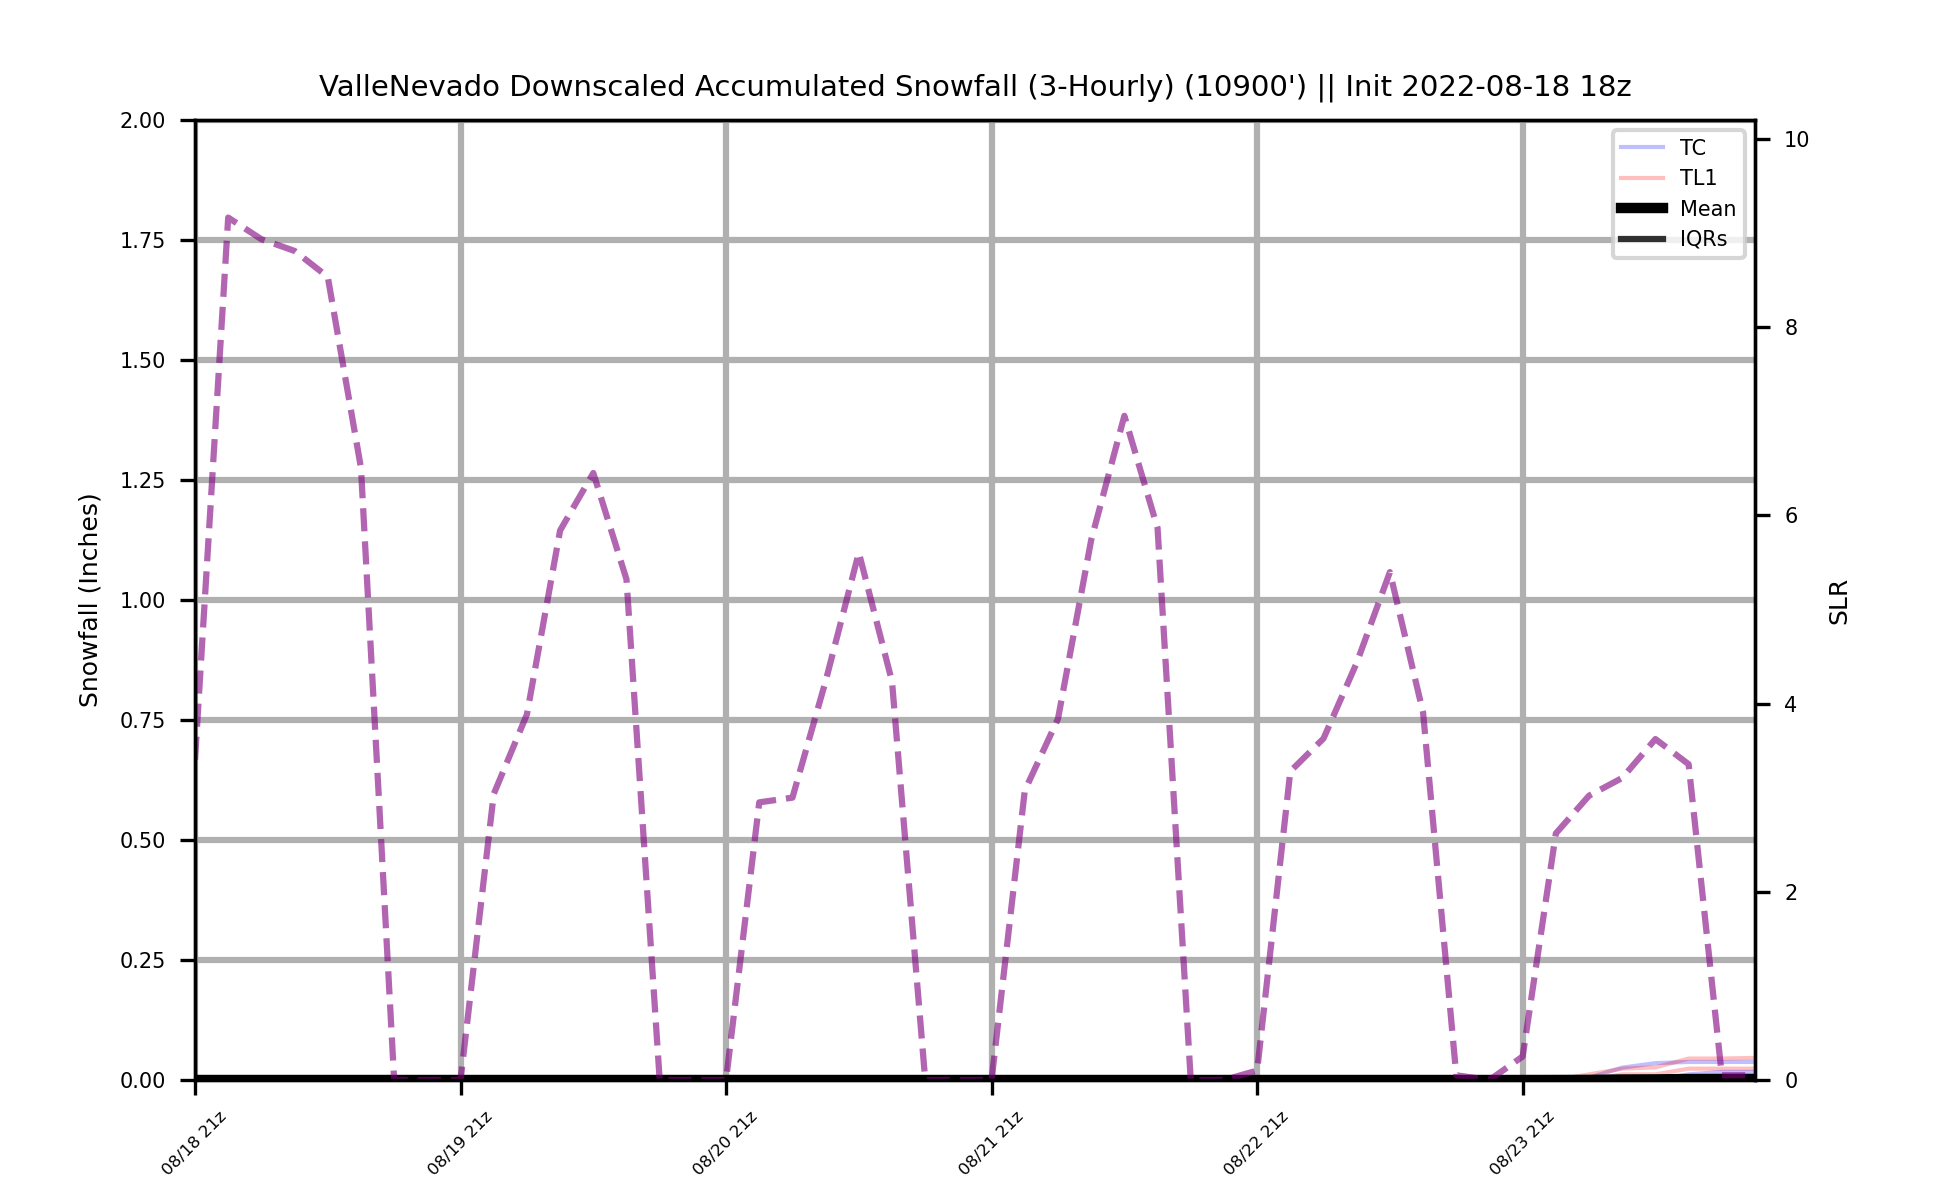 ValleNevado Downscaled Accumulated Snowfall (3-Hourly) (10900') || Init 2022-08-18 18z
2.00
1.75
1.50
1.25
1.00
0.75
0.50
0.25
0.00
Snowfall (Inches)
TC
TL1
Mean
IQRs
10
8
6
4
2
0
SLR
08/18 21z
08/19 21z
08/20 21z
08/21 21z
08/22 21z
08/23 21z